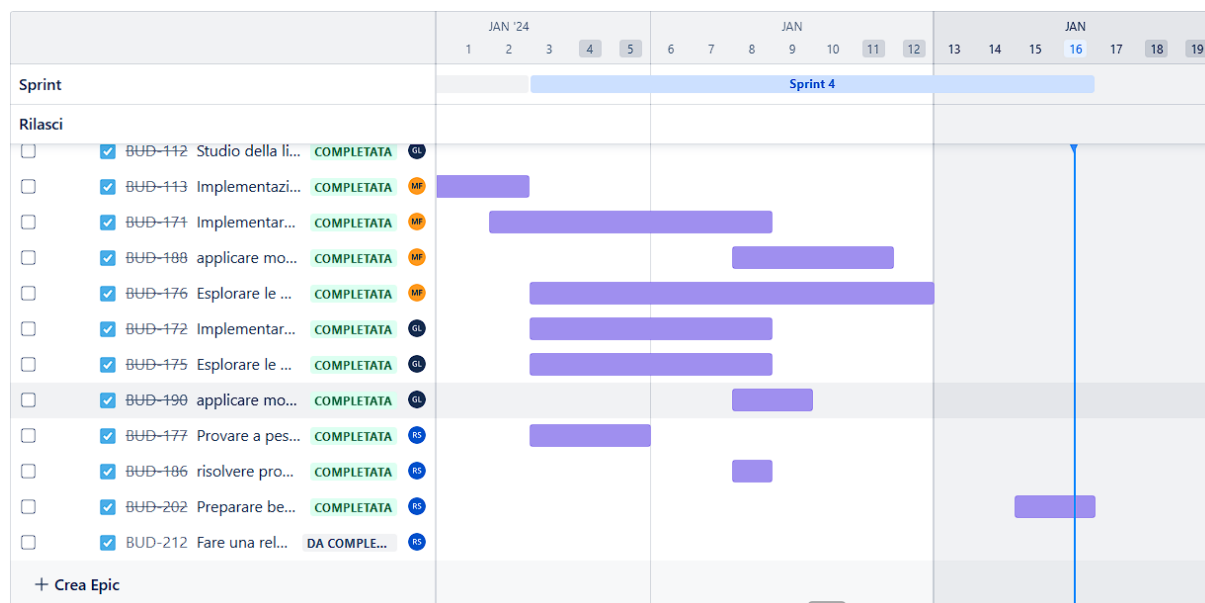 JAN '24 JAN JAN
1 2 3 4 5 6 7 8 9 10 11 12 13 14 15 16 17 18 19
Sprint Sprint 4
Rilasci
BUD-112 Studio della li... COMPLETATA GL
BUD-113 Implementazi... COMPLETATA MF
BUD-171 Implementar... COMPLETATA MF
BUD-188 applicare mo... COMPLETATA MF
BUD-176 Esplorare le ... COMPLETATA MF
BUD-172 Implementar... COMPLETATA GL
BUD-175 Esplorare le ... COMPLETATA GL
BUD-190 applicare mo... COMPLETATA GL
BUD-177 Provare a pes... COMPLETATA RS
BUD-186 risolvere pro... COMPLETATA RS
BUD-202 Preparare be... COMPLETATA RS
BUD-212 Fare una rel... DA COMPLE... RS
+ Crea Epic